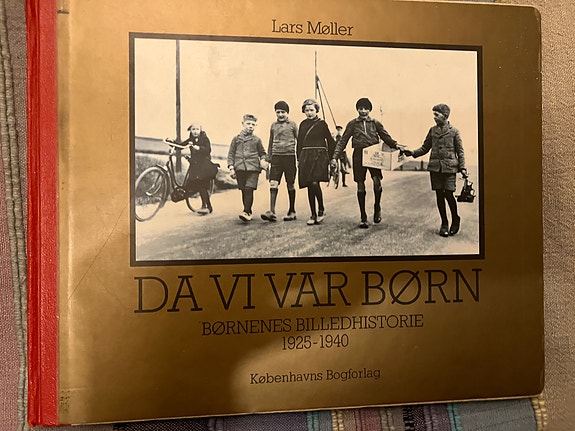 Lars Møller
DA VI VAR BØRN
BØRNENES BILLEDHISTORIE
1925-1940
Københavns Bogforlag